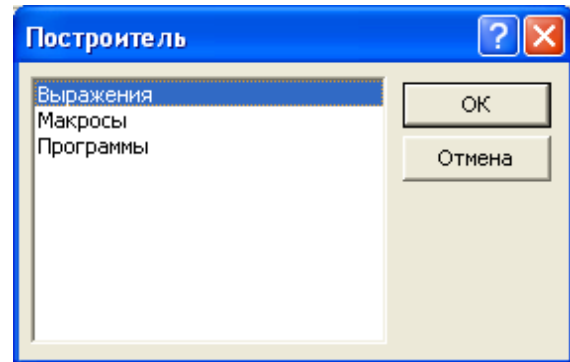 Построитель
Выражения
Макросы
Программы
ОК
Отмена